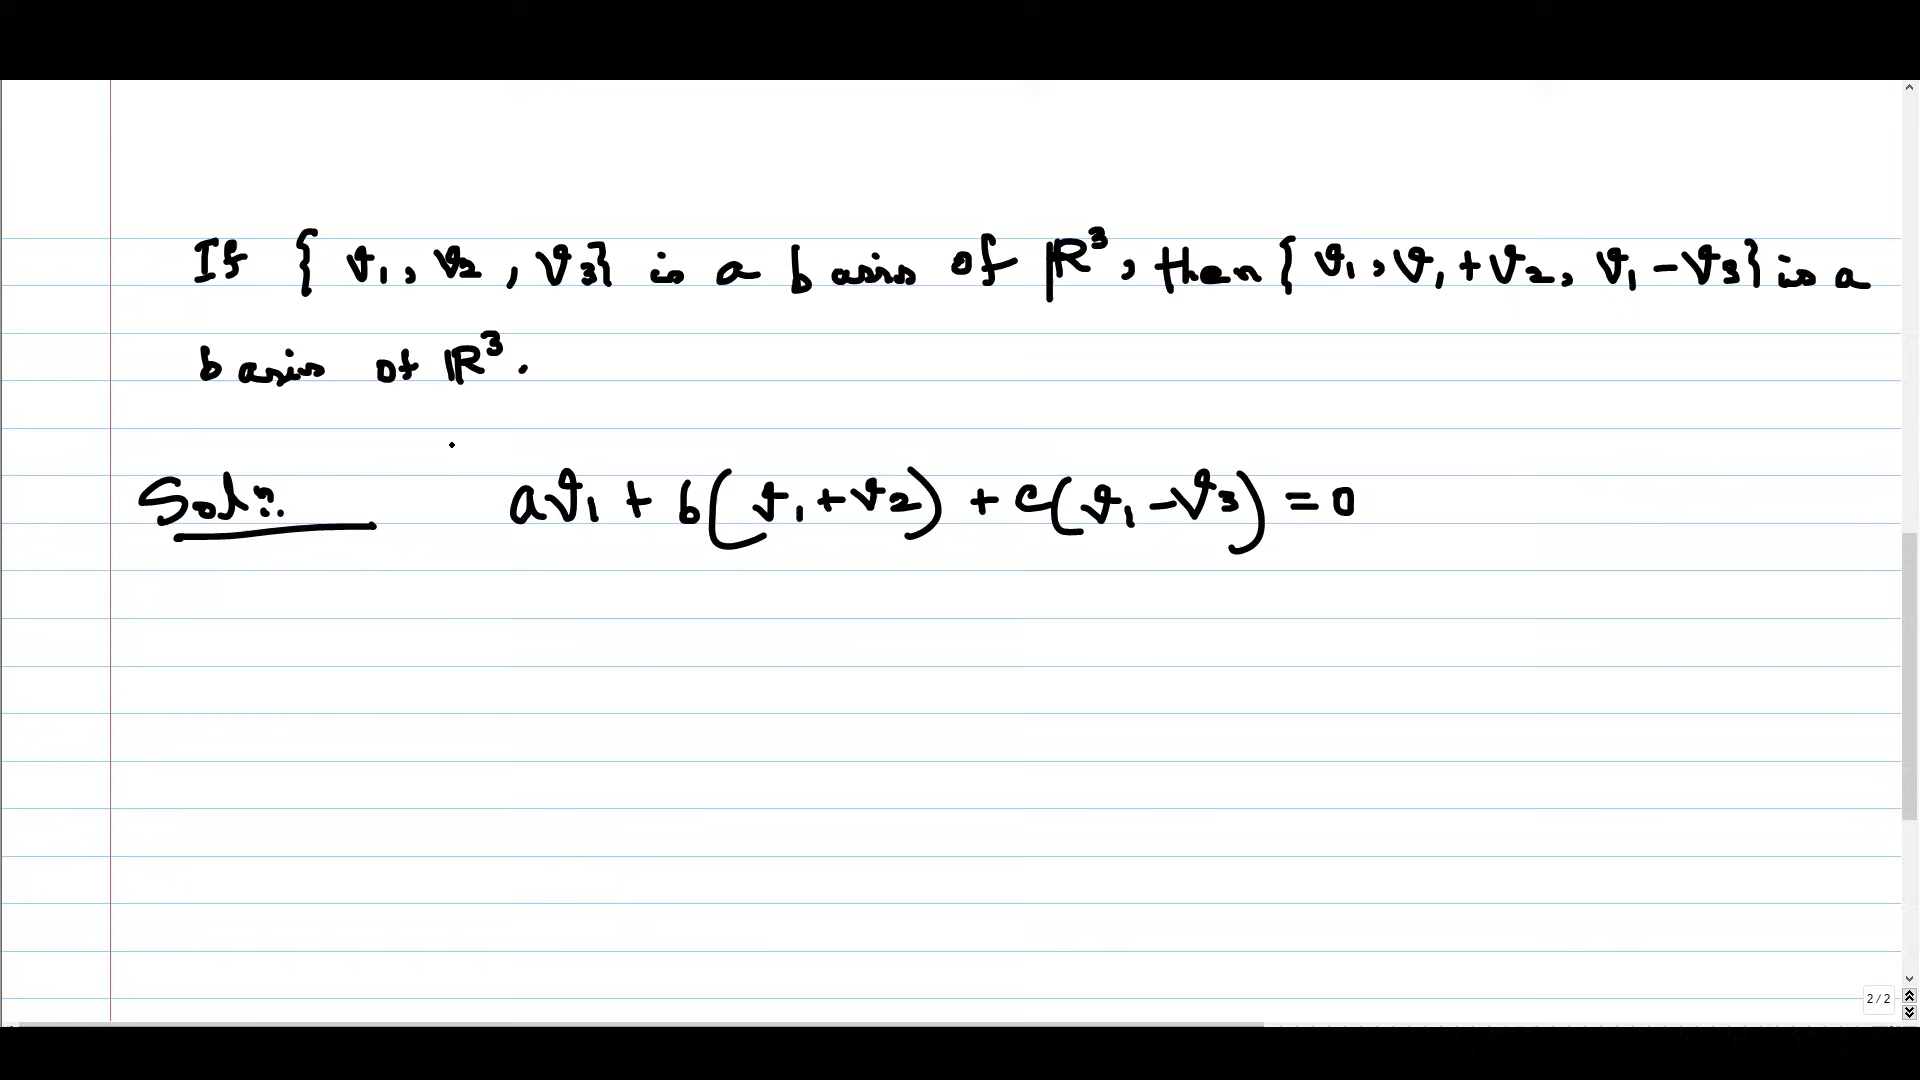 If { v₁, v₂, v₃} is a basis of ℝ³, then { v₁, v₁+v₂, v₁-v₃} is a
basis of ℝ³.
Solⁿ: av₁ + b(v₁+v₂) + c(v₁-v₃) = 0
2 / 2